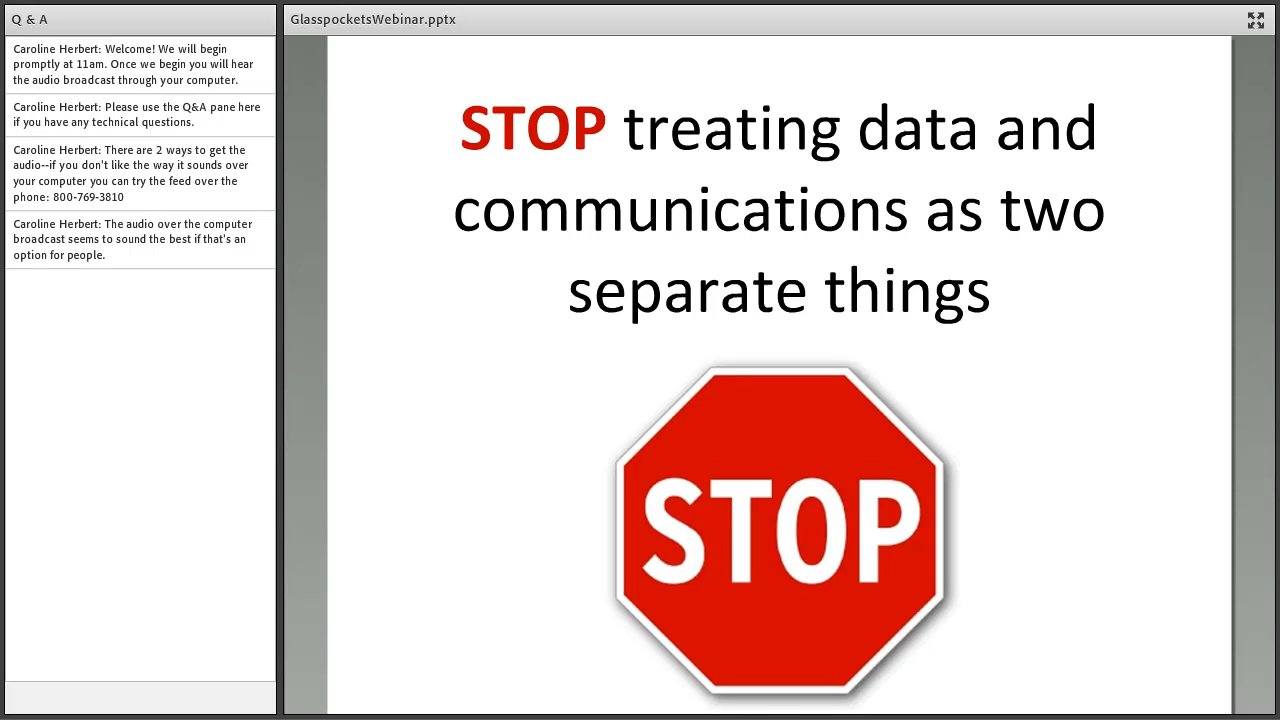 Q & A
Caroline Herbert: Welcome! We will begin
promptly at 11am. Once we begin you will hear
the audio broadcast through your computer.
Caroline Herbert: Please use the Q&A pane here
if you have any technical questions.
Caroline Herbert: There are 2 ways to get the
audio--if you don't like the way it sounds over
your computer you can try the feed over the
phone: 800-769-3810
Caroline Herbert: The audio over the computer
broadcast seems to sound the best if that's an
option for people.
GlasspocketsWebinar.pptx
STOP treating data and
communications as two
separate things
STOP